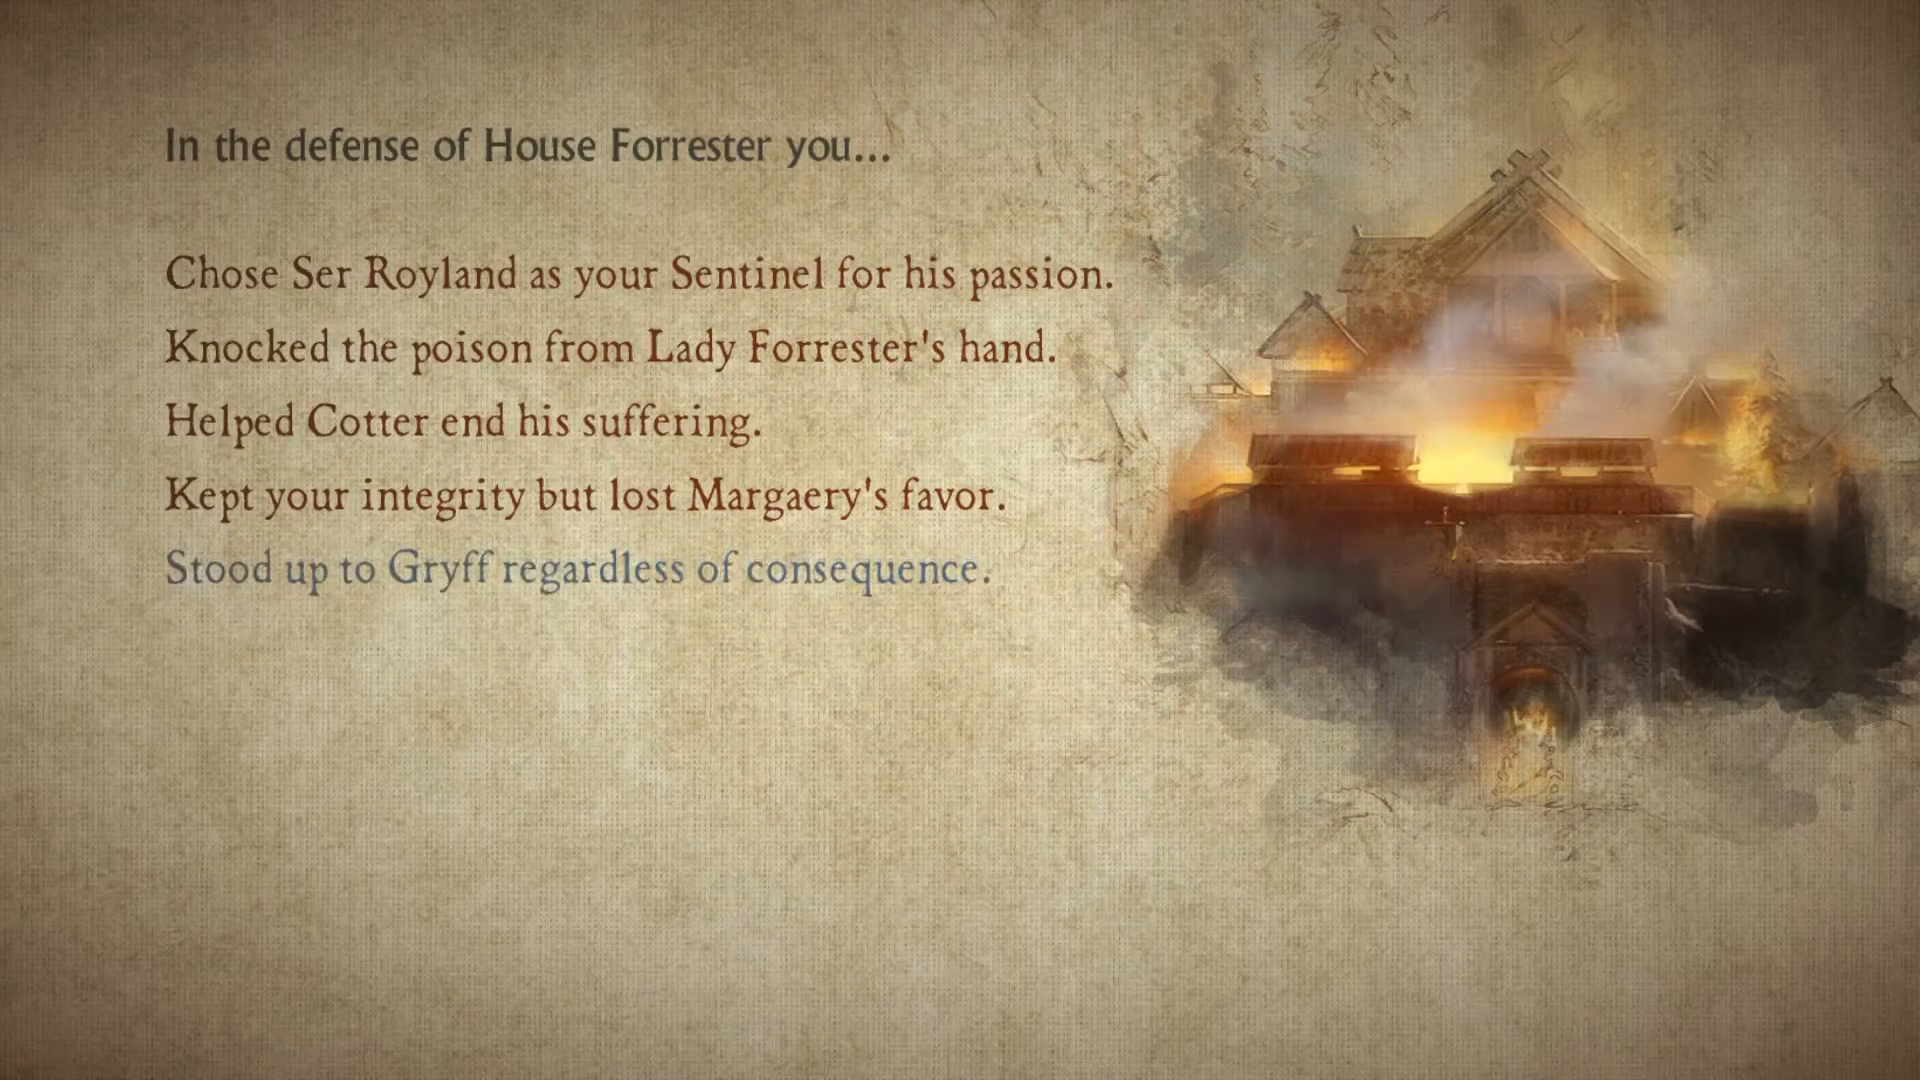 In the defense of House Forrester you...
Chose Ser Royland as your Sentinel for his passion.
Knocked the poison from Lady Forrester's hand.
Helped Cotter end his suffering.
Kept your integrity but lost Margaery's favor.
Stood up to Gryff regardless of consequence.